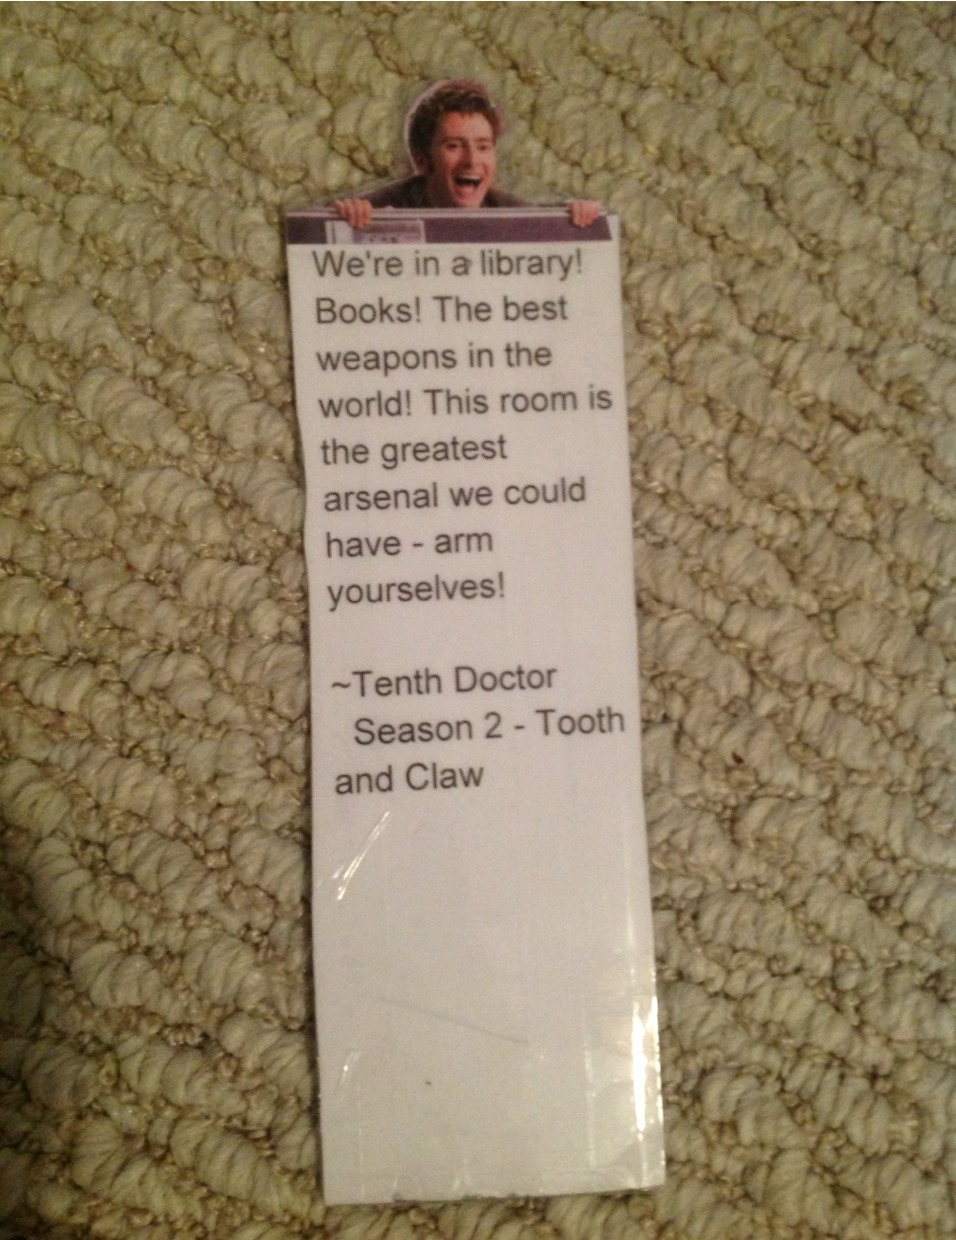 We're in a library!
Books! The best
weapons in the
world! This room is
the greatest
arsenal we could
have - arm
yourselves!
~Tenth Doctor
Season 2 - Tooth
and Claw